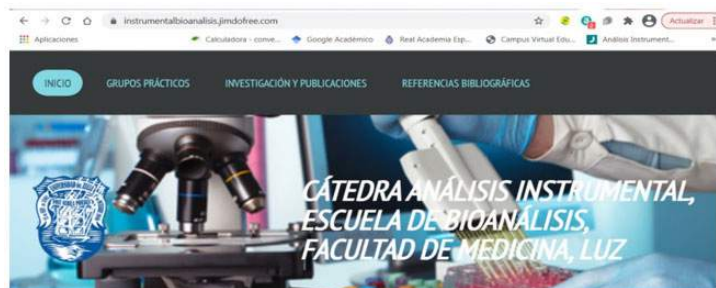 instrumentalbioanalisis.jimdofree.com
Actualizar
Aplicaciones
Calculadora - conve...
Google Académico
Real Academia Esp...
Campus Virtual Edu...
Análisis Instrument...
INICIO
GRUPOS PRÁCTICOS
INVESTIGACIÓN Y PUBLICACIONES
REFERENCIAS BIBLIOGRÁFICAS
CÁTEDRA ANÁLISIS INSTRUMENTAL,
ESCUELA DE BIOANÁLISIS,
FACULTAD DE MEDICINA, LUZ